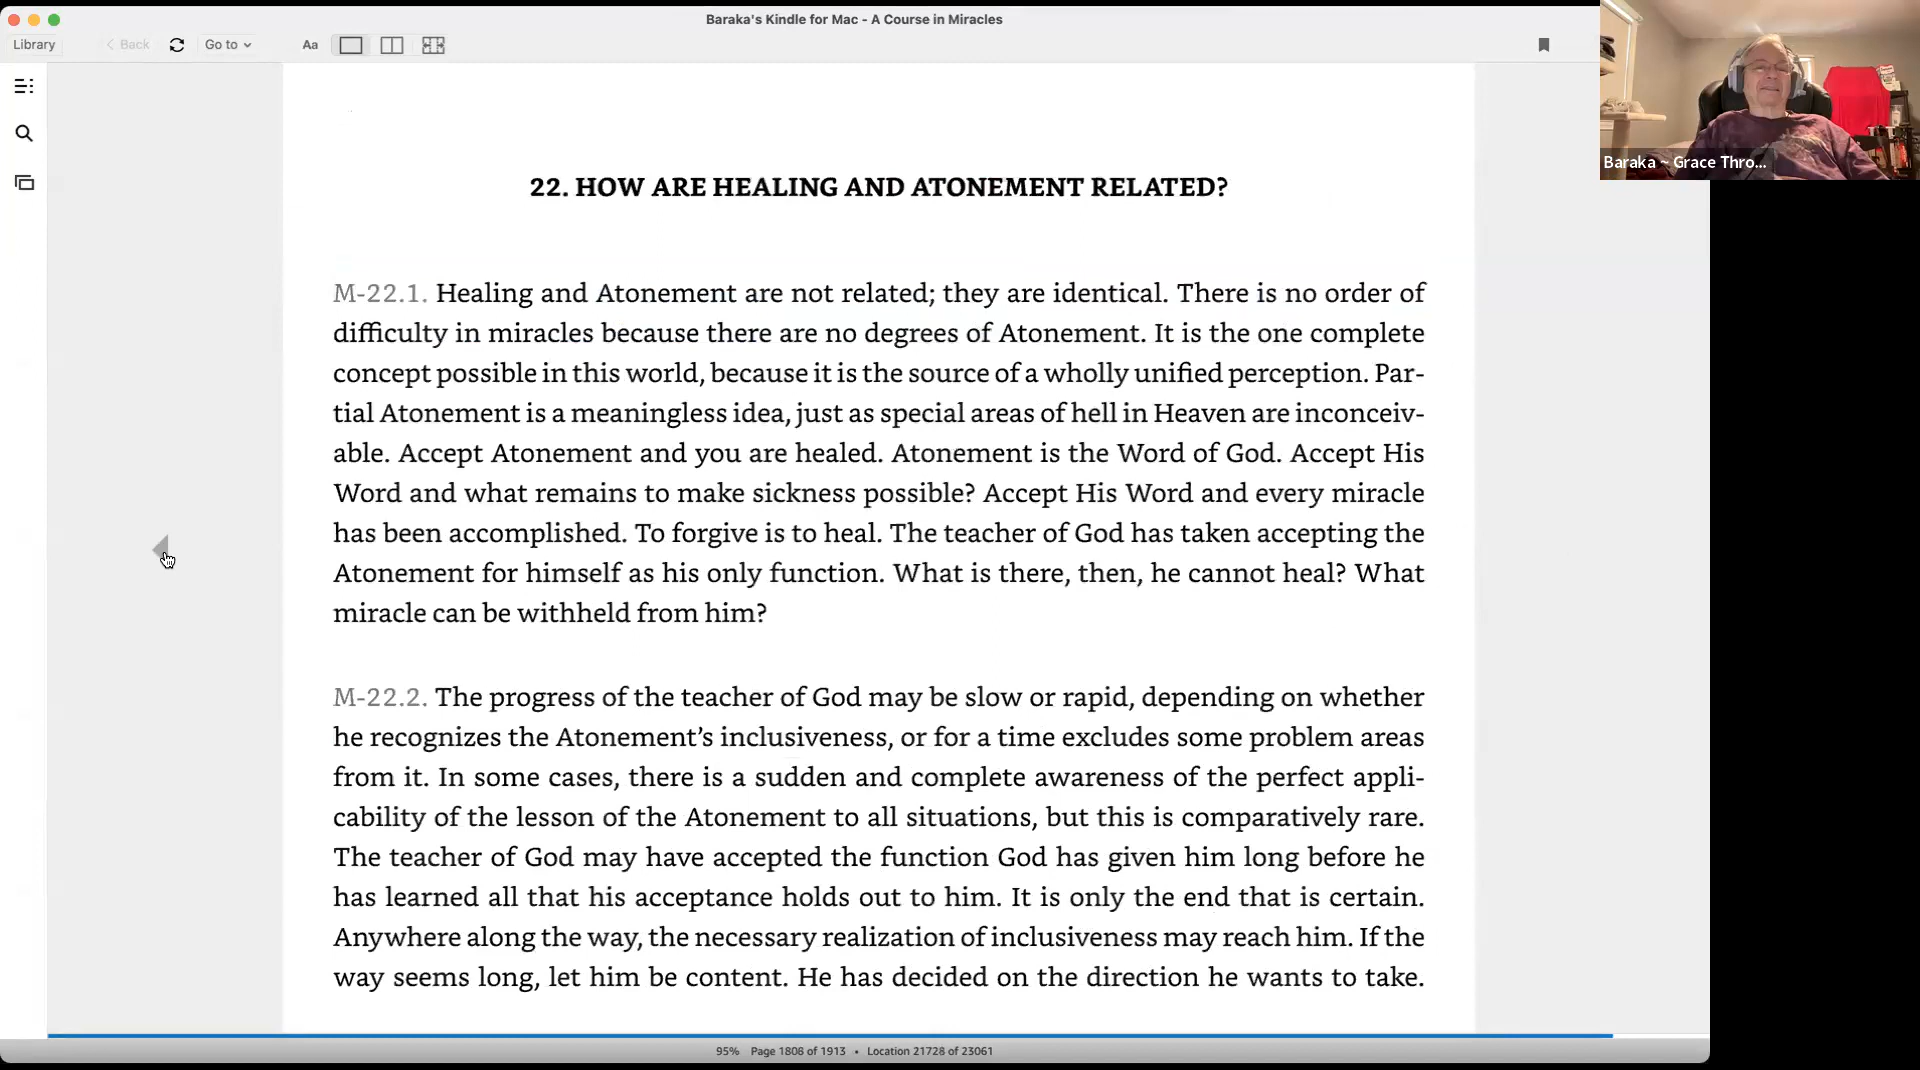 Baraka's Kindle for Mac - A Course in Miracles
Library
Back
Go to
Aa
Baraka ~ Grace Thro...
22. HOW ARE HEALING AND ATONEMENT RELATED?
M-22.1. Healing and Atonement are not related; they are identical. There is no order of
difficulty in miracles because there are no degrees of Atonement. It is the one complete
concept possible in this world, because it is the source of a wholly unified perception. Par-
tial Atonement is a meaningless idea, just as special areas of hell in Heaven are inconceiv-
able. Accept Atonement and you are healed. Atonement is the Word of God. Accept His
Word and what remains to make sickness possible? Accept His Word and every miracle
has been accomplished. To forgive is to heal. The teacher of God has taken accepting the
Atonement for himself as his only function. What is there, then, he cannot heal? What
miracle can be withheld from him?
M-22.2. The progress of the teacher of God may be slow or rapid, depending on whether
he recognizes the Atonement’s inclusiveness, or for a time excludes some problem areas
from it. In some cases, there is a sudden and complete awareness of the perfect appli-
cability of the lesson of the Atonement to all situations, but this is comparatively rare.
The teacher of God may have accepted the function God has given him long before he
has learned all that his acceptance holds out to him. It is only the end that is certain.
Anywhere along the way, the necessary realization of inclusiveness may reach him. If the
way seems long, let him be content. He has decided on the direction he wants to take.
95% Page 1808 of 1913 • Location 21728 of 23061